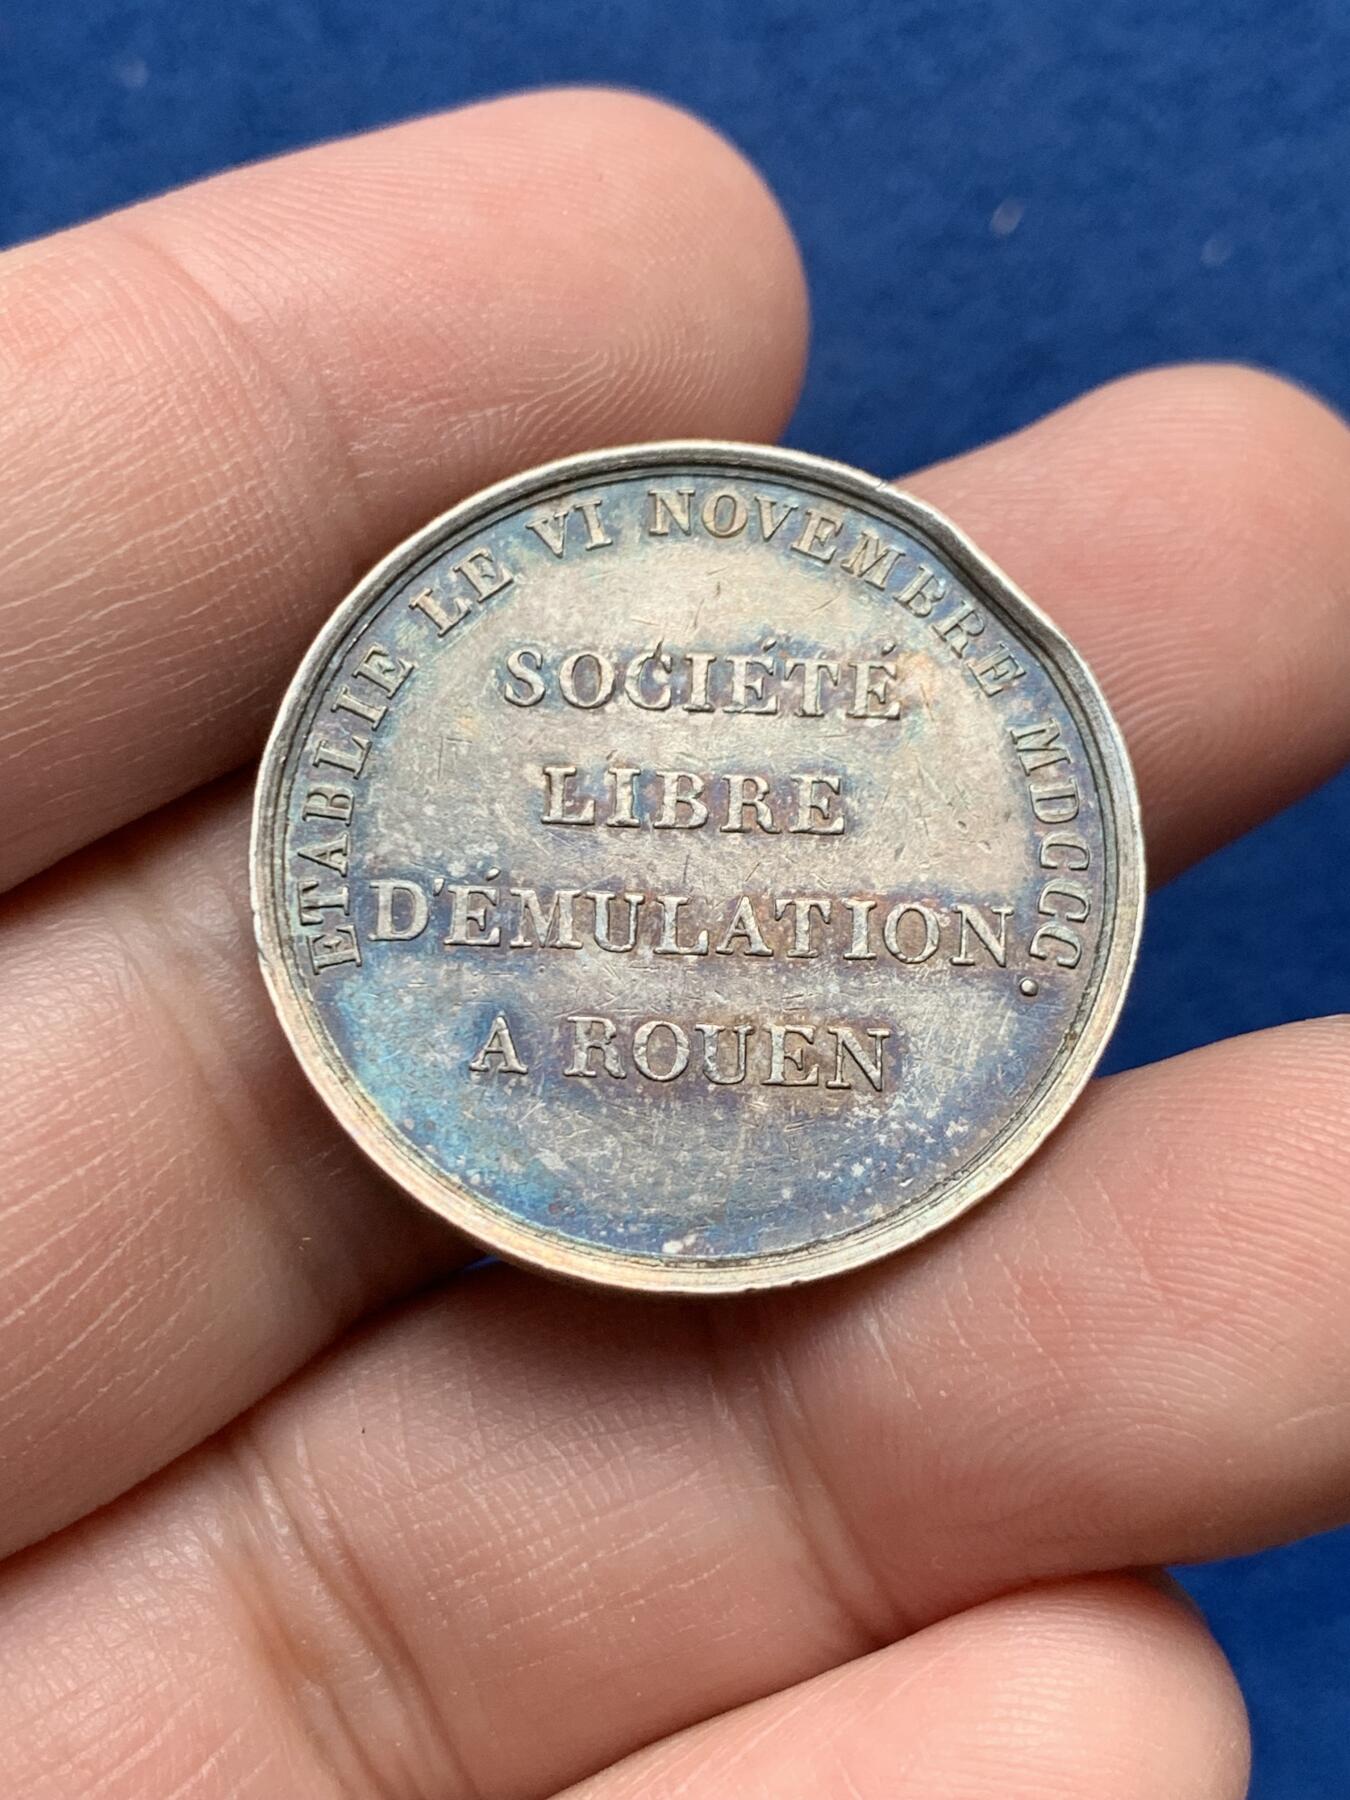 ETABLIE LE VI NOVEMBRE MDCCC.
SOCIÉTÉ
LIBRE
D'ÉMULATION
A ROUEN